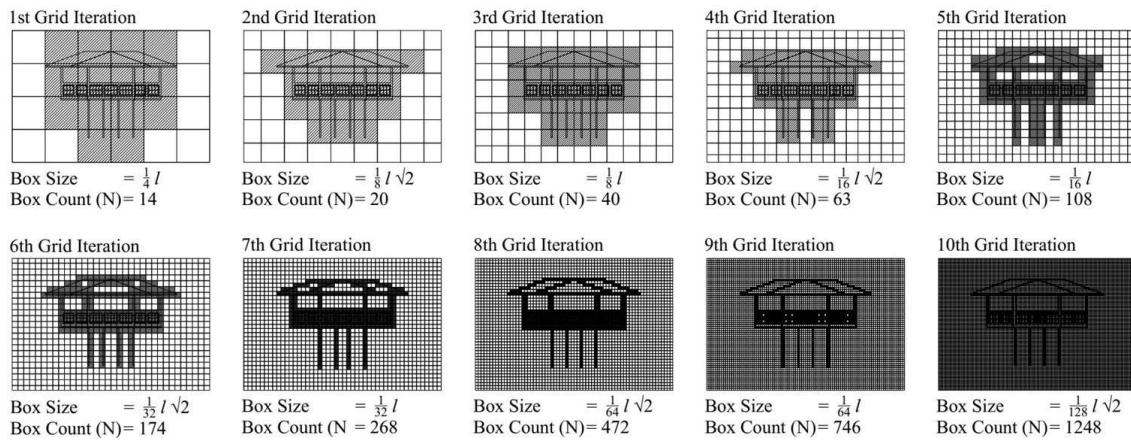 1st Grid Iteration
2nd Grid Iteration
3rd Grid Iteration
4th Grid Iteration
5th Grid Iteration
Box Size = 1/4 l
Box Count (N)= 14
Box Size = 1/8 l √2
Box Count (N)= 20
Box Size = 1/8 l
Box Count (N)= 40
Box Size = 1/16 l √2
Box Count (N)= 63
Box Size = 1/16 l
Box Count (N)= 108
6th Grid Iteration
7th Grid Iteration
8th Grid Iteration
9th Grid Iteration
10th Grid Iteration
Box Size = 1/32 l √2
Box Count (N)= 174
Box Size = 1/32 l
Box Count (N = 268
Box Size = 1/64 l √2
Box Count (N)= 472
Box Size = 1/64 l
Box Count (N)= 746
Box Size = 1/128 l √2
Box Count (N)= 1248